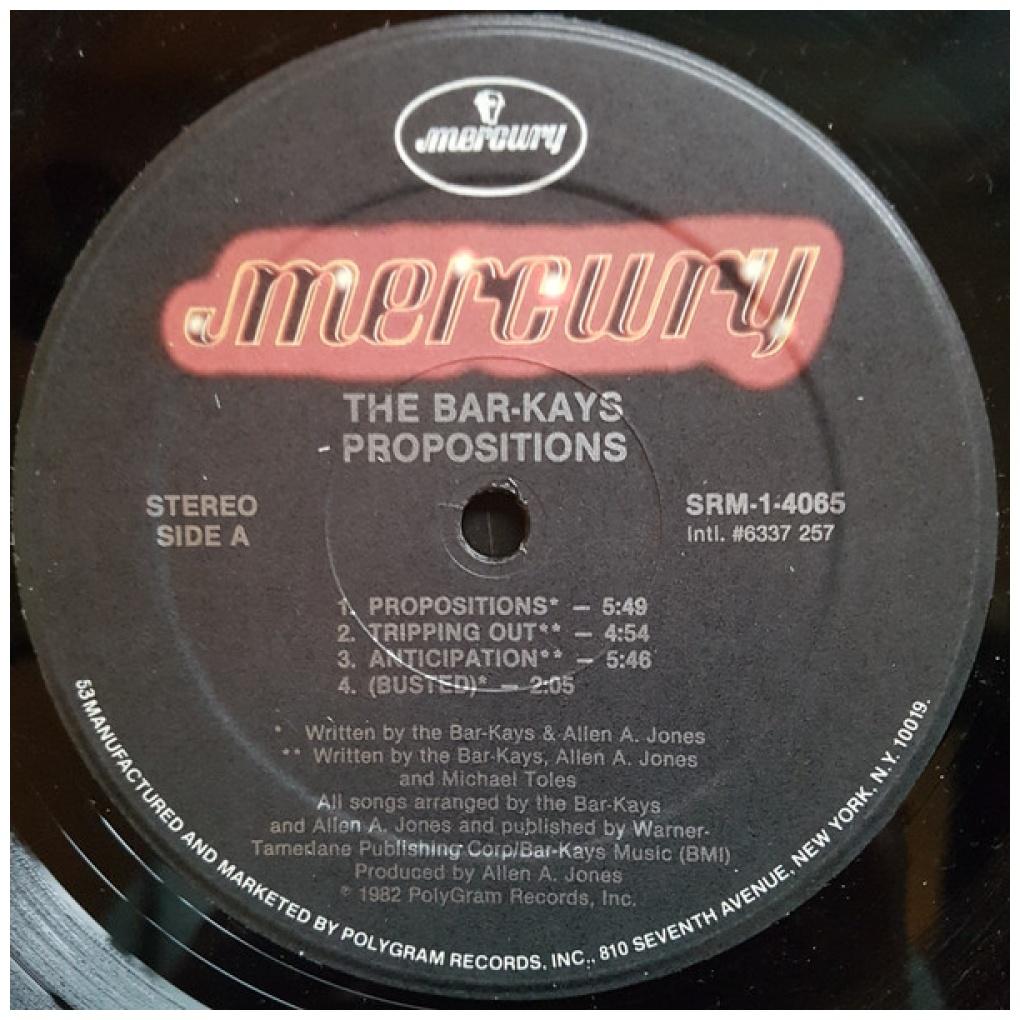 mercury
mercury
THE BAR-KAYS
PROPOSITIONS
STEREO
SIDE A
SRM-1-4065
Intl. #6337 257
1. PROPOSITIONS* — 5:49
2. TRIPPING OUT** — 4:54
3. ANTICIPATION** — 5:46
4. (BUSTED)* — 2:05
* Written by the Bar-Kays & Allen A. Jones
** Written by the Bar-Kays, Allen A. Jones
and Michael Toles
All songs arranged by the Bar-Kays
and Allen A. Jones and published by Warner-
Tamerlane Publishing Corp/Bar-Kays Music (BMI)
Produced by Allen A. Jones
℗ 1982 PolyGram Records, Inc.
53 MANUFACTURED AND MARKETED BY POLYGRAM RECORDS, INC., 810 SEVENTH AVENUE, NEW YORK, N.Y. 10019.